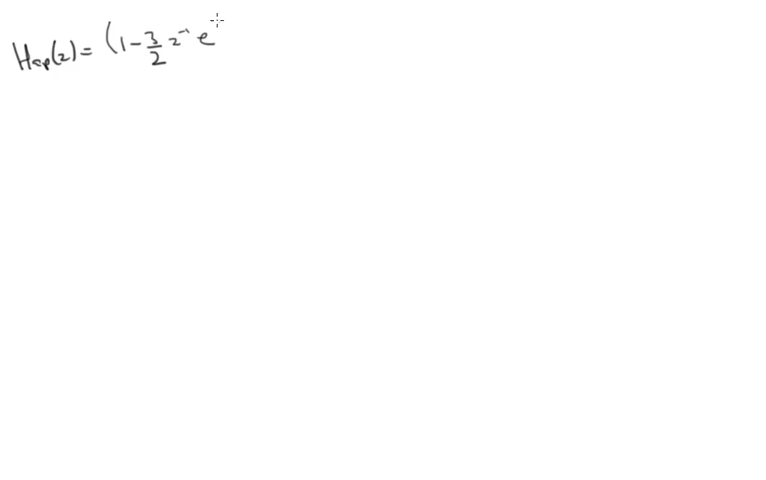 Hap(z) = (1 - 3/2 z⁻¹ e